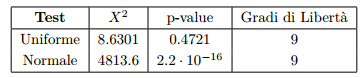 Test X² p-value Gradi di Libertà
Uniforme 8.6301 0.4721 9
Normale 4813.6 2.2 · 10⁻¹⁶ 9